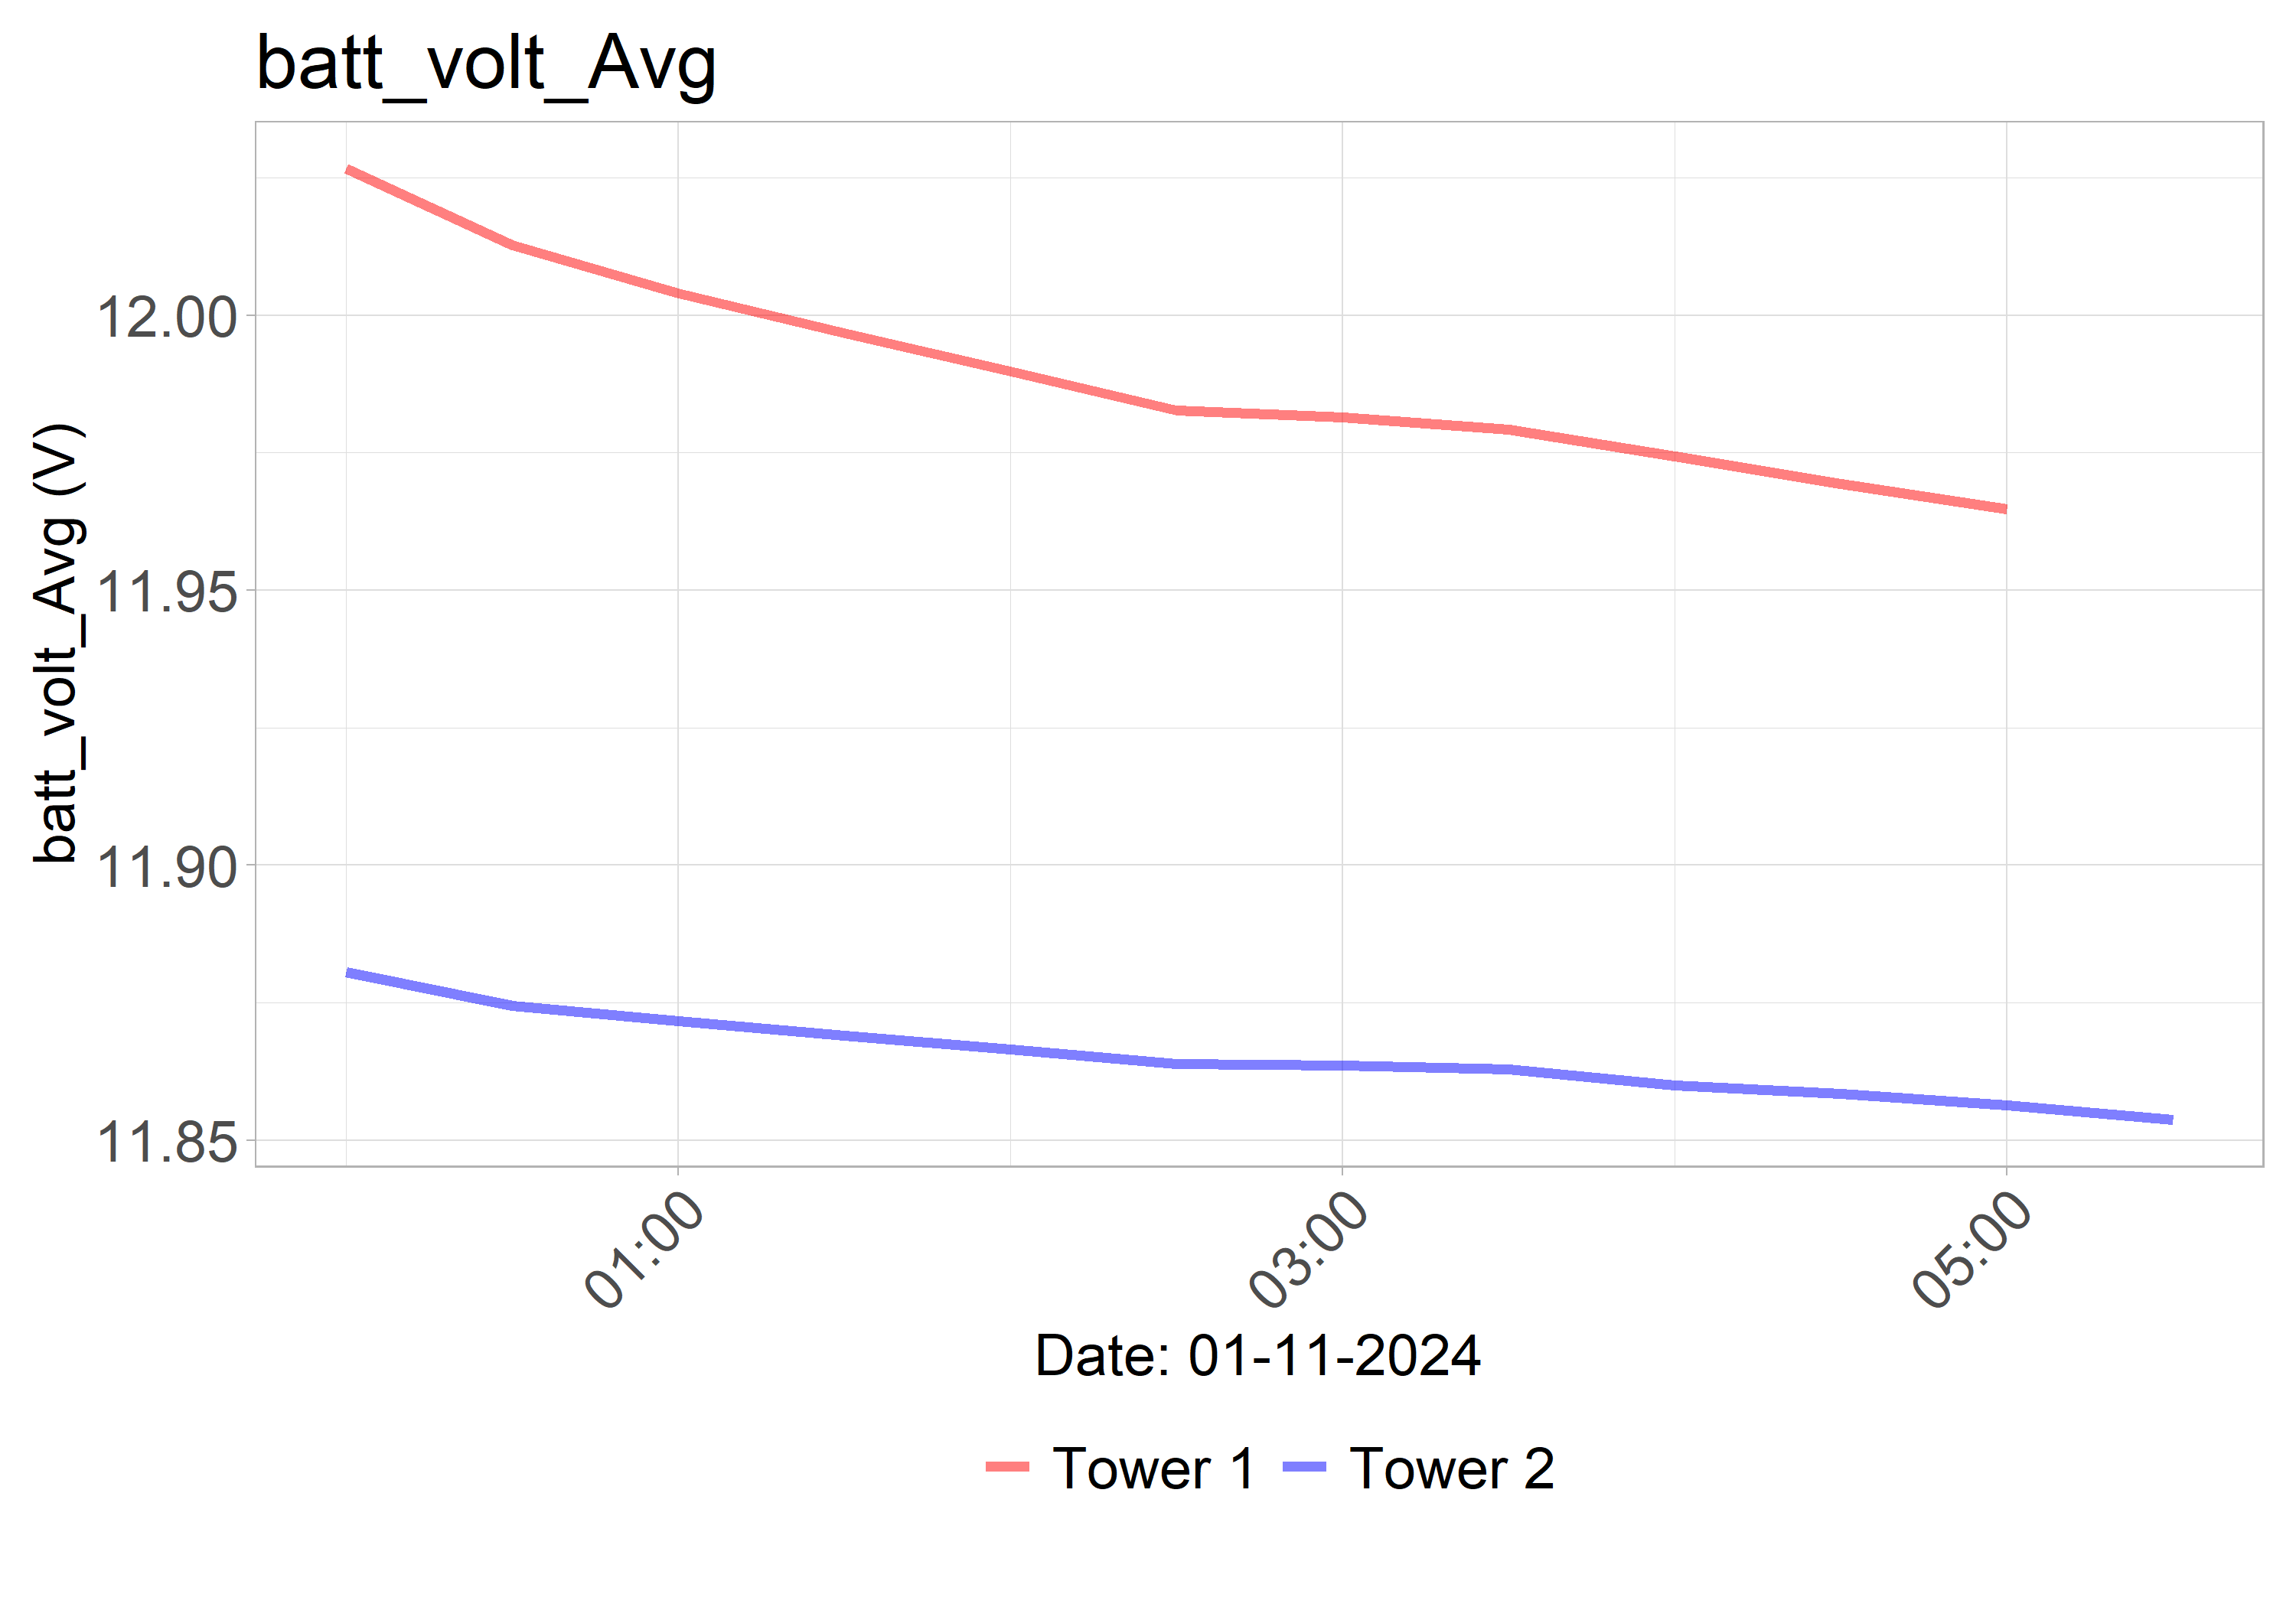 batt_volt_Avg
batt_volt_Avg (V)
12.00
11.95
11.90
11.85
01:00
03:00
05:00
Date: 01-11-2024
Tower 1
Tower 2